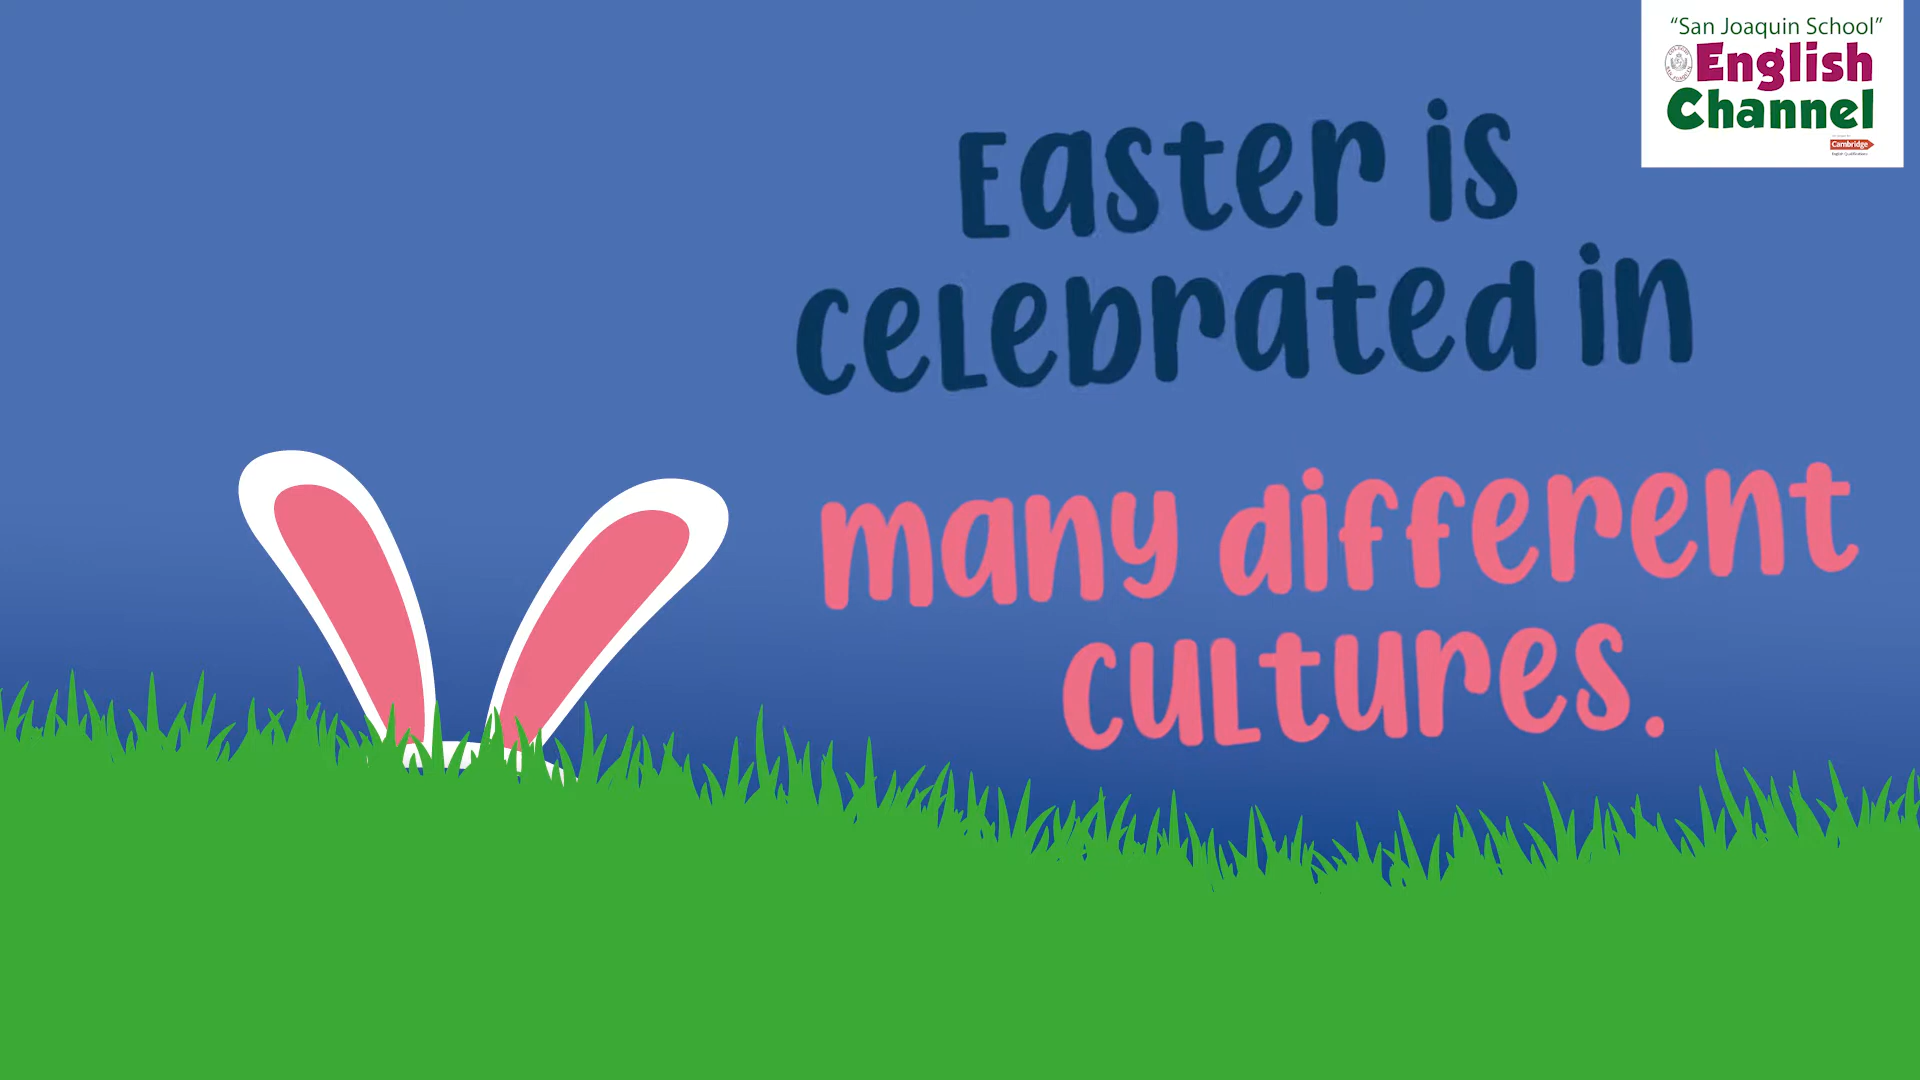 "San Joaquin School"
English
Channel
Cambridge
Easter is
celebrated in
many different
cultures.